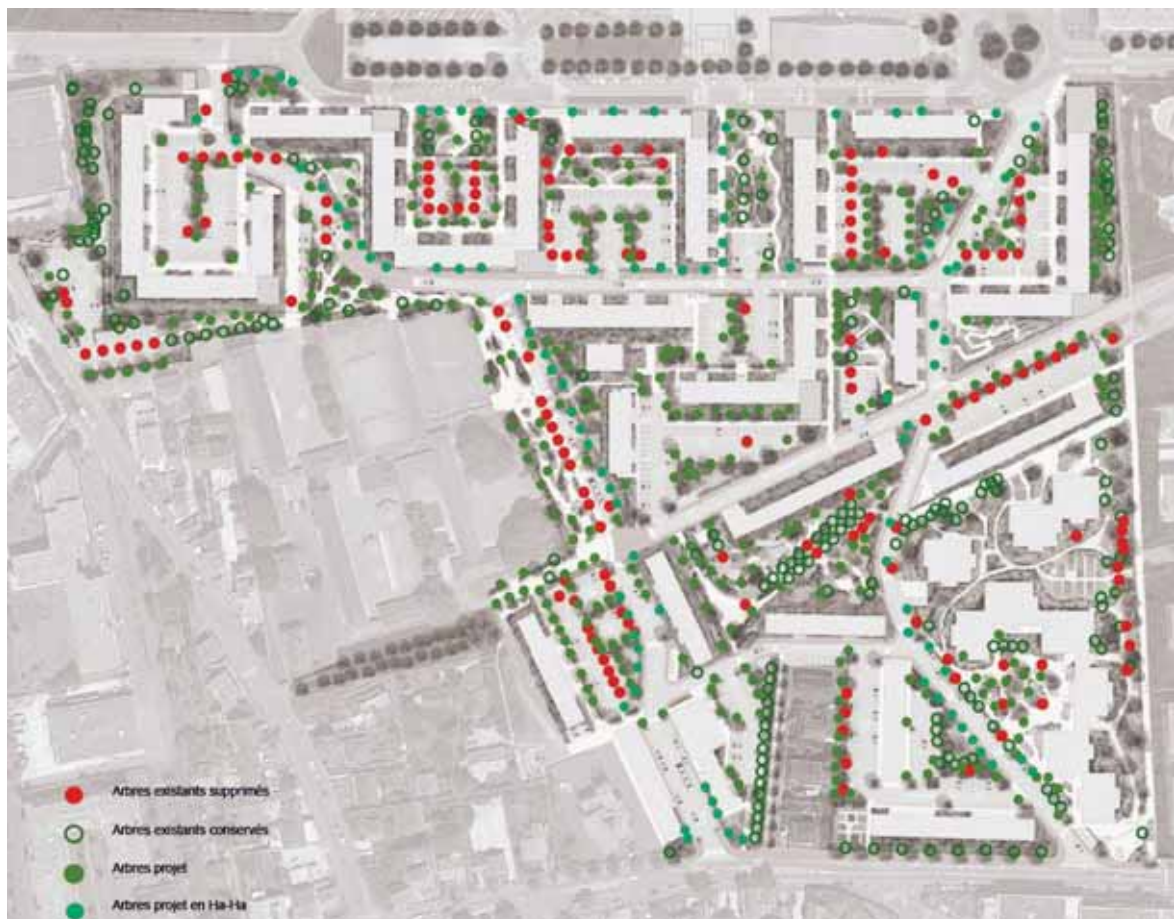 Arbres existants supprimés
Arbres existants conservés
Arbres projet
Arbres projet en Ha-Ha